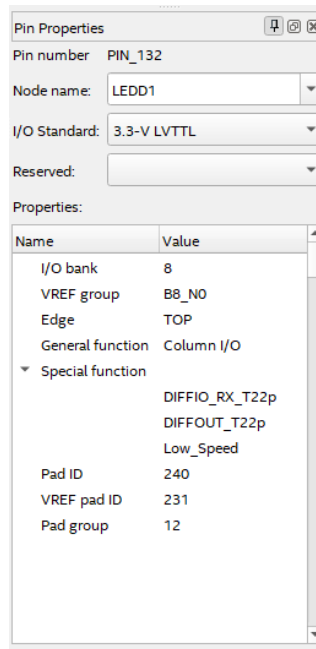 Pin Properties
Pin number PIN_132
Node name: LEDD1
I/O Standard: 3.3-V LVTTL
Reserved:
Properties:
Name Value
I/O bank 8
VREF group B8_N0
Edge TOP
General function Column I/O
Special function
DIFFIO_RX_T22p
DIFFOUT_T22p
Low_Speed
Pad ID 240
VREF pad ID 231
Pad group 12